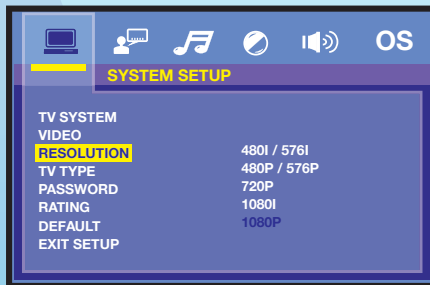 OS
SYSTEM SETUP
TV SYSTEM
VIDEO
RESOLUTION
TV TYPE
PASSWORD
RATING
DEFAULT
EXIT SETUP
480I / 576I
480P / 576P
720P
1080I
1080P